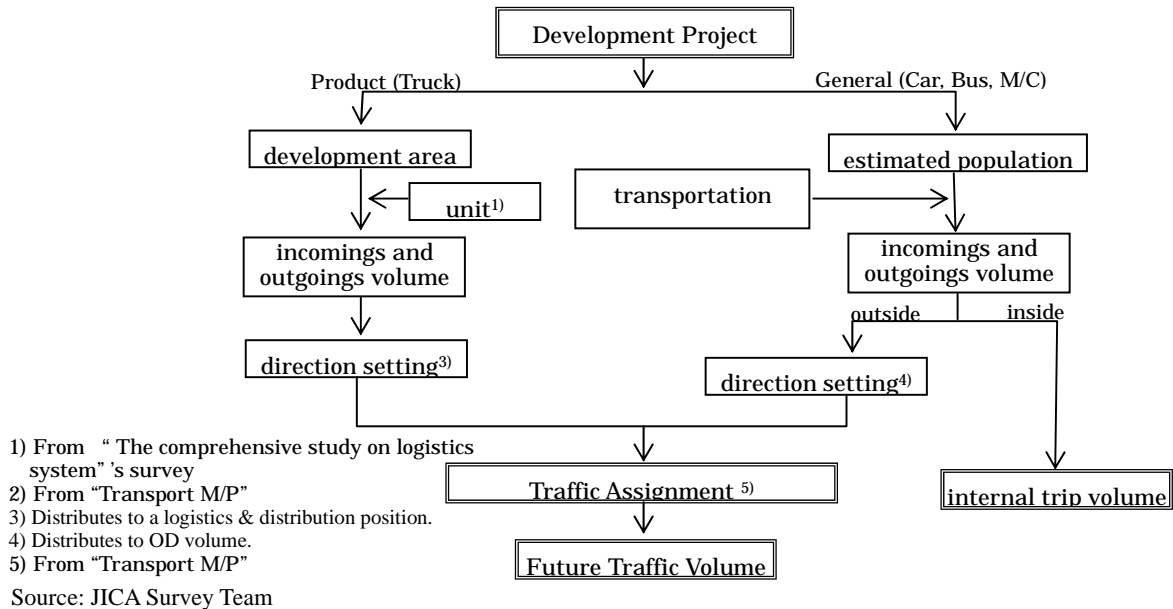 Development Project
Product (Truck)
General (Car, Bus, M/C)
development area
estimated population
unit1)
transportation
incomings and
outgoings volume
incomings and
outgoings volume
outside
inside
direction setting3)
direction setting4)
1) From “ The comprehensive study on logistics
system” ’s survey
2) From “Transport M/P”
3) Distributes to a logistics & distribution position.
4) Distributes to OD volume.
5) From “Transport M/P”
Traffic Assignment 5)
internal trip volume
Future Traffic Volume
Source: JICA Survey Team